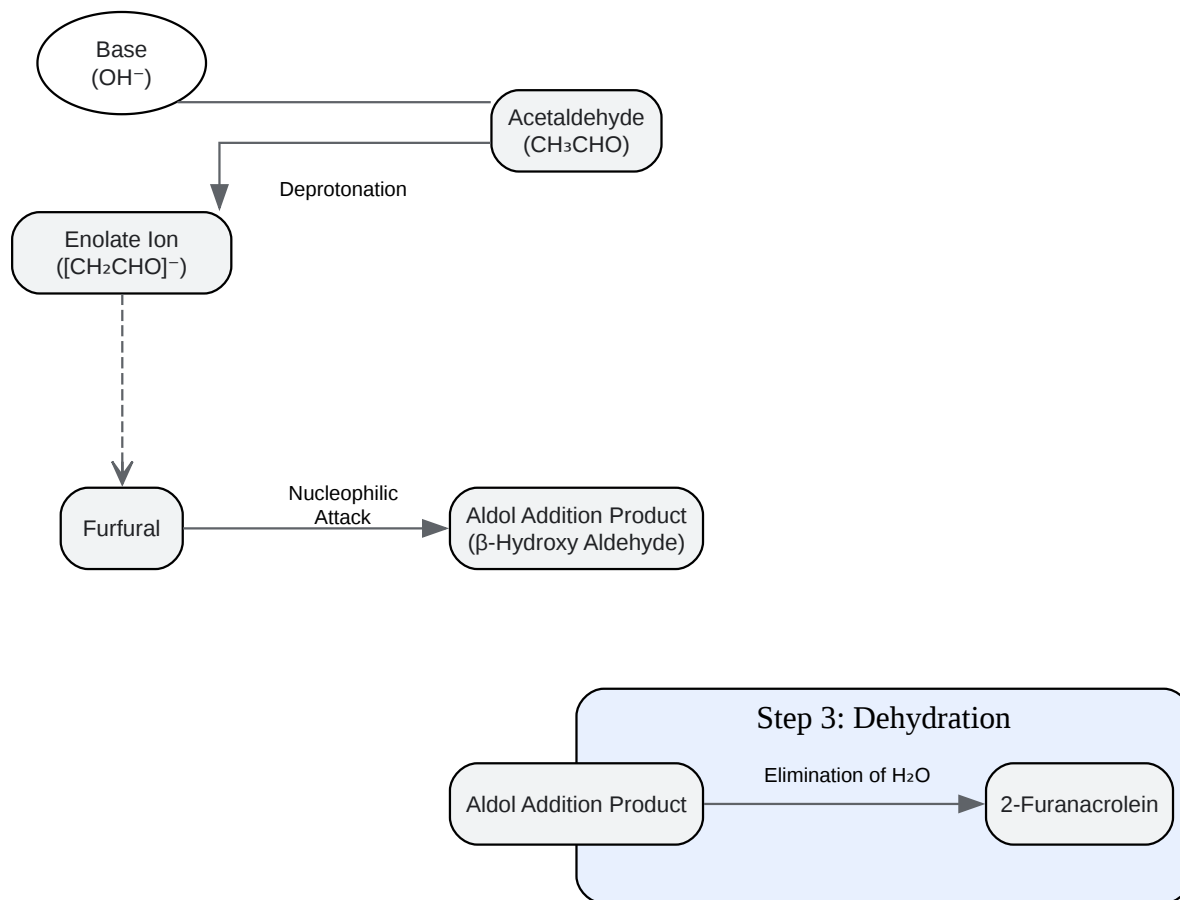 Base
(OH⁻)
Acetaldehyde
(CH₃CHO)
Deprotonation
Enolate Ion
([CH₂CHO]⁻)
Furfural
Nucleophilic
Attack
Aldol Addition Product
(β-Hydroxy Aldehyde)
Step 3: Dehydration
Aldol Addition Product
Elimination of H₂O
2-Furanacrolein